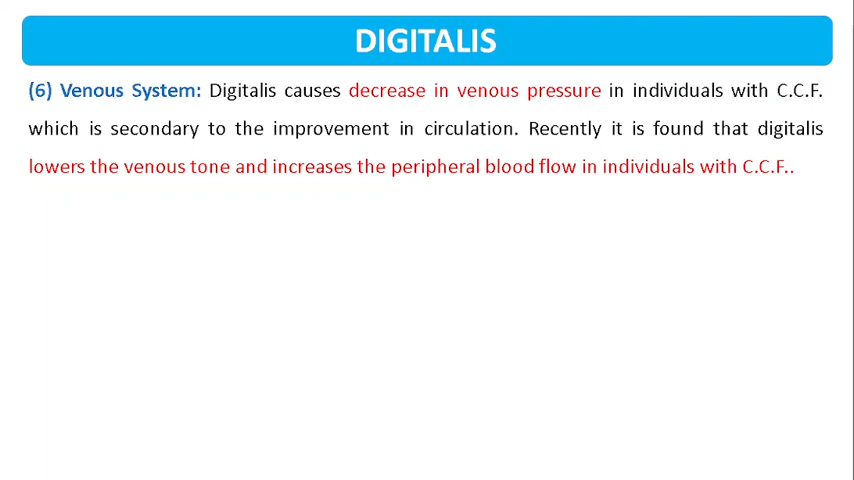 DIGITALIS
(6) Venous System: Digitalis causes decrease in venous pressure in individuals with C.C.F.
which is secondary to the improvement in circulation. Recently it is found that digitalis
lowers the venous tone and increases the peripheral blood flow in individuals with C.C.F..